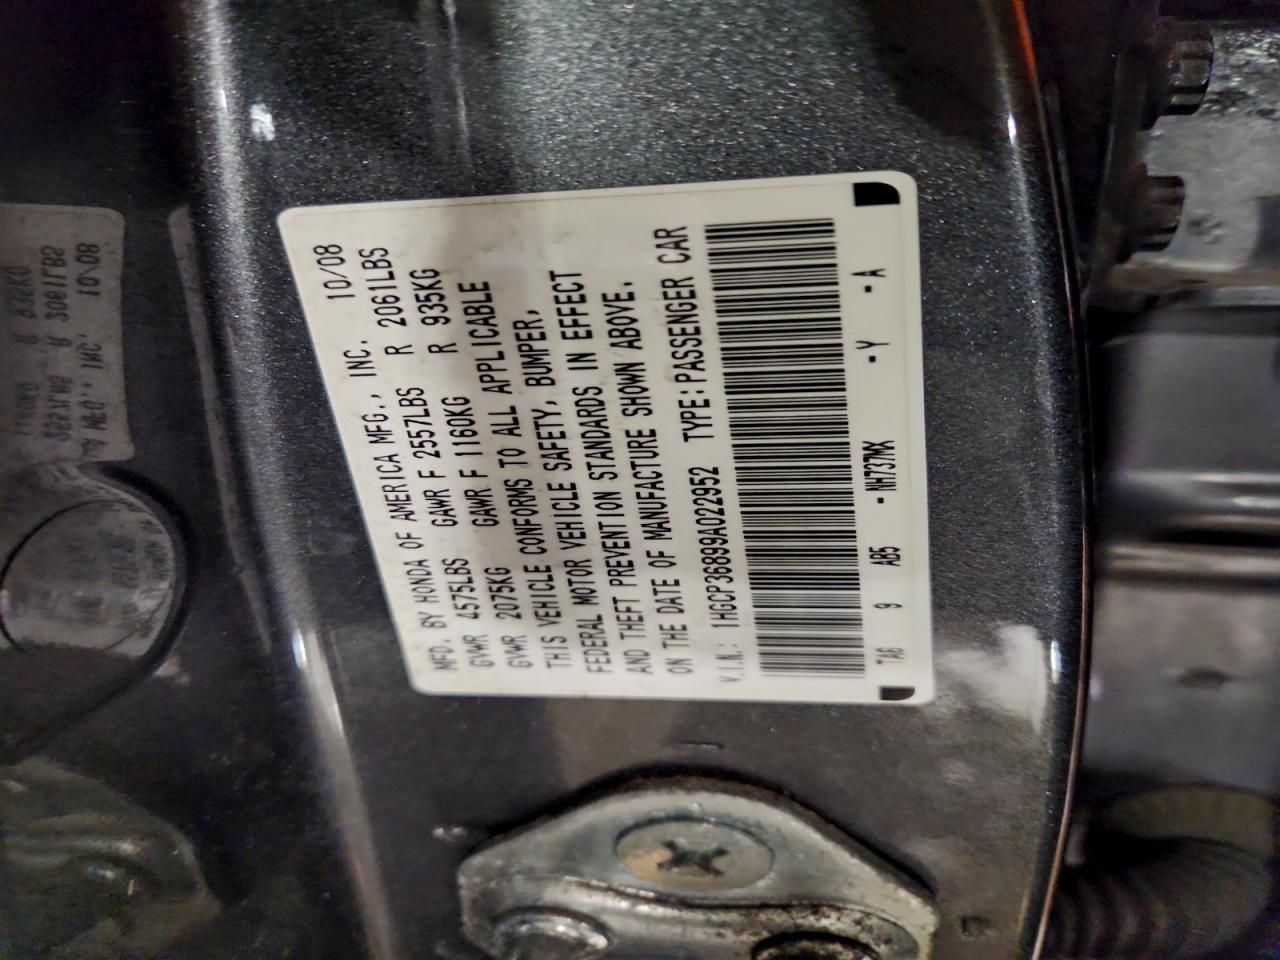 MFD. BY HONDA OF AMERICA MFG., INC. 10/08
GVWR 4575LBS GAWR F 2557LBS R 2061LBS
GVWR 2075KG GAWR F 1160KG R 935KG
THIS VEHICLE CONFORMS TO ALL APPLICABLE
FEDERAL MOTOR VEHICLE SAFETY, BUMPER,
AND THEFT PREVENTION STANDARDS IN EFFECT
ON THE DATE OF MANUFACTURE SHOWN ABOVE.
V.I.N.: 1HGCP36899A022952 TYPE:PASSENGER CAR
TA6 9 AB5 -NH737MX -Y -A